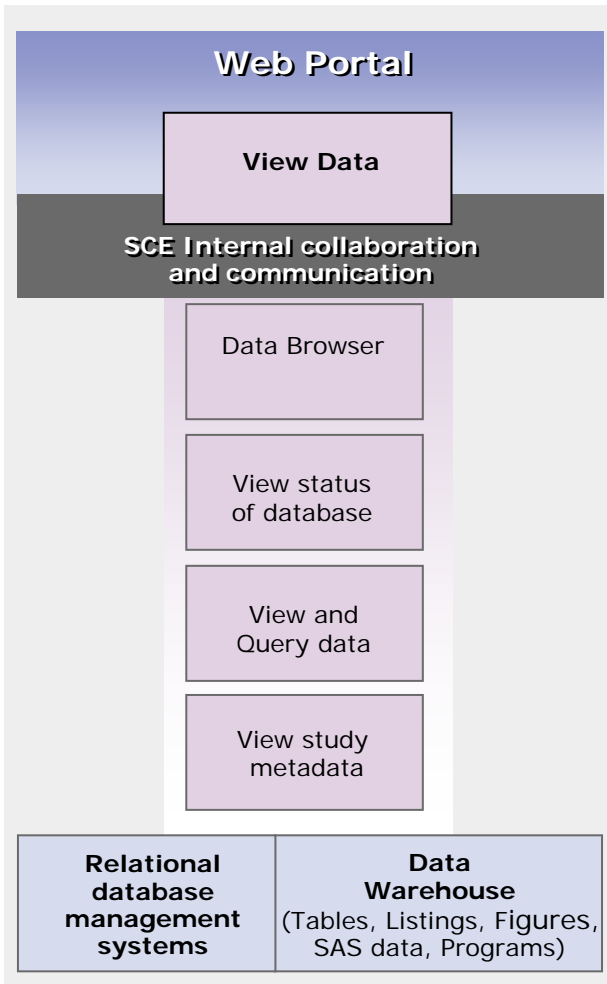 Web Portal
View Data
SCE Internal collaboration
and communication
Data Browser
View status
of database
View and
Query data
View study
metadata
Relational
database
management
systems
Data
Warehouse
(Tables, Listings, Figures,
SAS data, Programs)